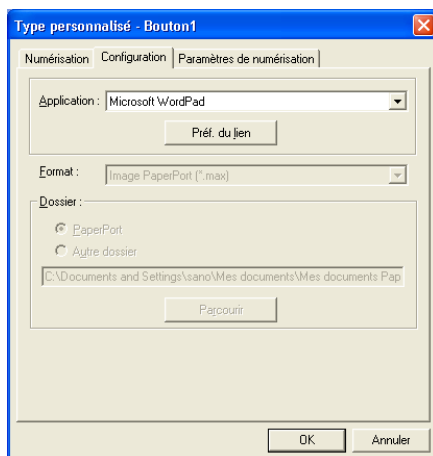 Type personnalisé - Bouton1
Numérisation Configuration Paramètres de numérisation
Application : Microsoft WordPad
Préf. du lien
Format : Image PaperPort (*.max)
Dossier :
PaperPort
Autre dossier
C:\Documents and Settings\sano\Mes documents\Mes documents Pap
Parcourir
OK Annuler